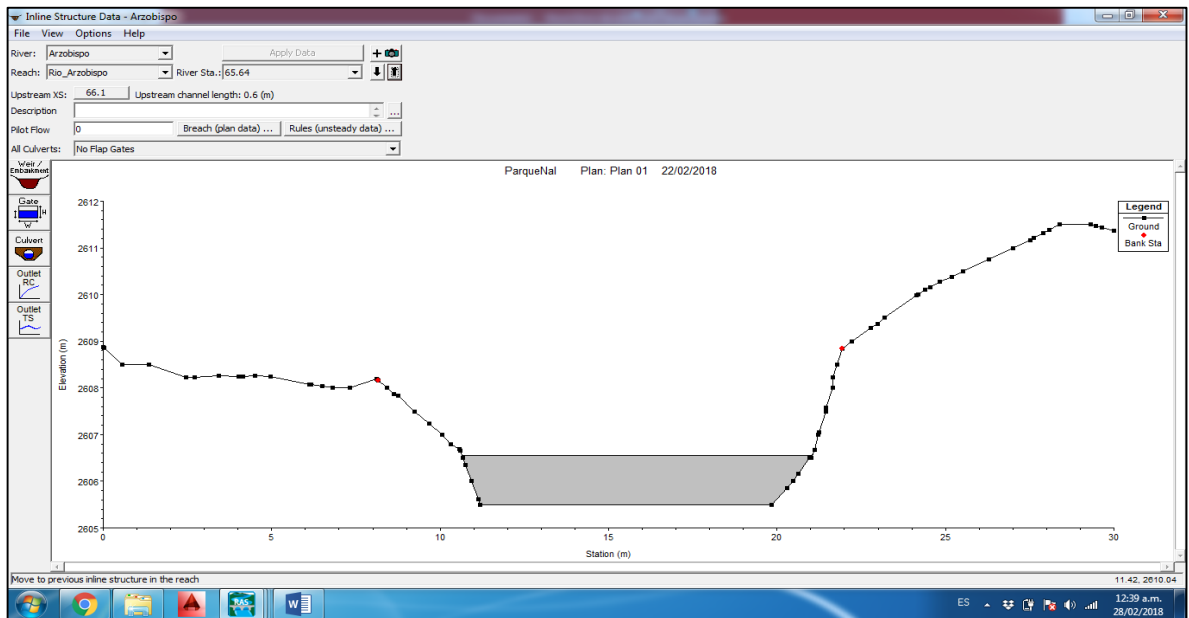 Inline Structure Data - Arzobispo
File View Options Help
River: Arzobispo Apply Data
Reach: Rio_Arzobispo River Sta.: 65.64
Upstream XS: 66.1 Upstream channel length: 0.6 (m)
Description ...
Pilot Flow 0 Breach (plan data) ... Rules (unsteady data) ...
All Culverts: No Flap Gates
Weir / Embankment
Gate
H
W
Culvert
Outlet RC
Outlet TS
ParqueNal Plan: Plan 01 22/02/2018
Legend
Ground
Bank Sta
2612
2611
2610
2609
2608
2607
2606
2605
Elevation (m)
0 5 10 15 20 25 30
Station (m)
Move to previous inline structure in the reach 11.42, 2610.04
RAS W ES 12:39 a.m.
28/02/2018